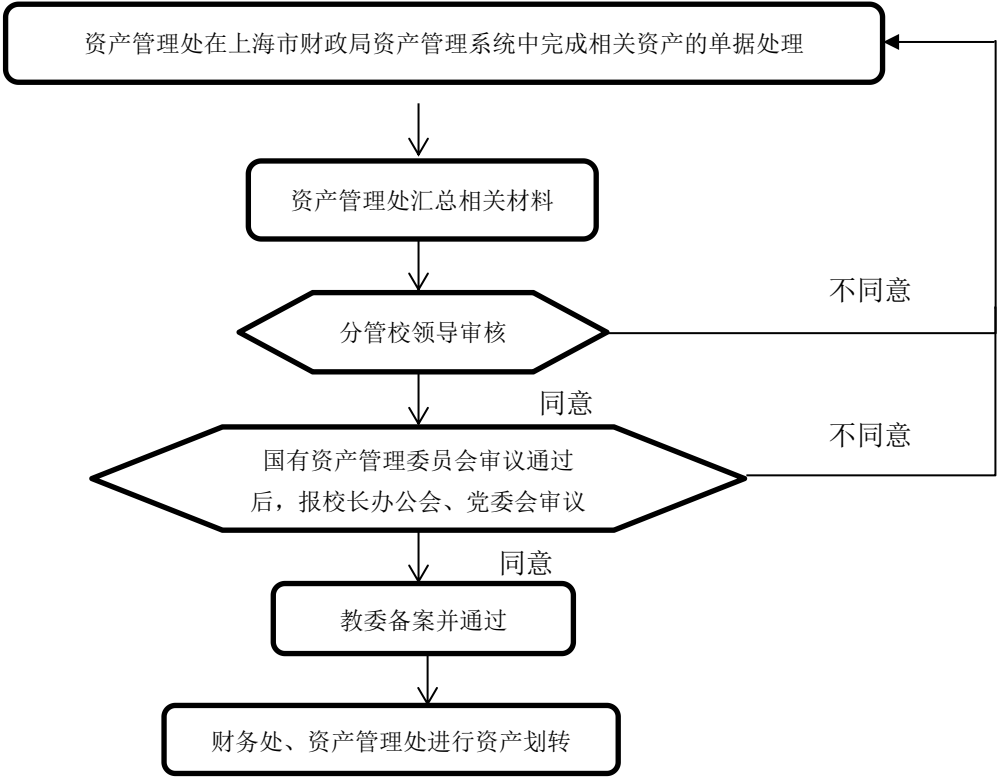 资产管理处在上海市财政局资产管理系统中完成相关资产的单据处理
资产管理处汇总相关材料
不同意
分管校领导审核
同意
不同意
国有资产管理委员会审议通过
后，报校长办公会、党委会审议
同意
教委备案并通过
财务处、资产管理处进行资产划转